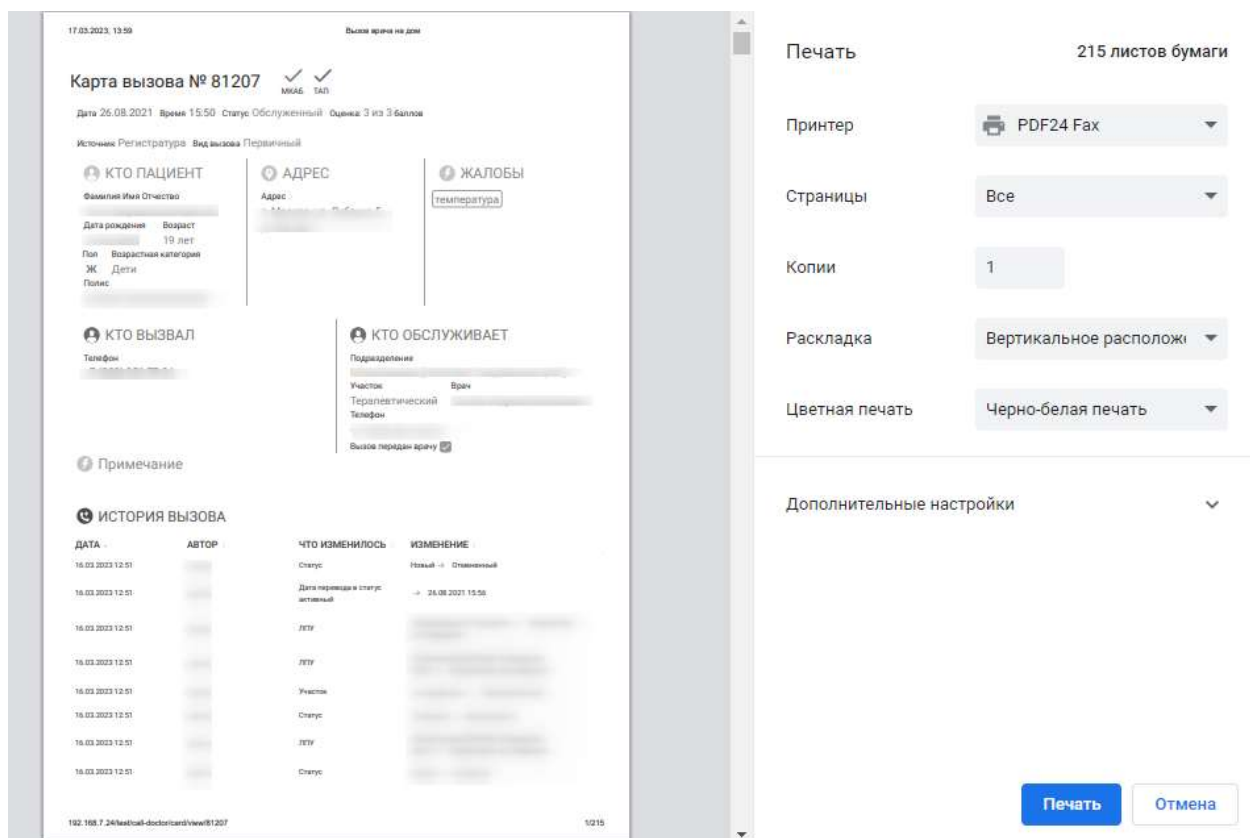 17.03.2023, 13:59 Вызов врача на дом
Карта вызова № 81207
МКАБ ТАП
Дата 26.08.2021 Время 15:50 Статус Обслуженный Оценка: 3 из 3 баллов
Источник Регистратура Вид вызова Первичный
КТО ПАЦИЕНТ АДРЕС ЖАЛОБЫ
Фамилия Имя Отчество Адрес температура
Дата рождения Возраст
19 лет
Пол Возрастная категория
Ж Дети
Полис
КТО ВЫЗВАЛ КТО ОБСЛУЖИВАЕТ
Телефон Подразделение
Участок Врач
Терапевтический
Телефон
Вызов передан врачу
Примечание
ИСТОРИЯ ВЫЗОВА
ДАТА АВТОР ЧТО ИЗМЕНИЛОСЬ ИЗМЕНЕНИЕ
16.03.2023 12:51 Статус Новый → Отмененный
16.03.2023 12:51 Дата перевода в статус активный → 26.08.2021 15:56
16.03.2023 12:51 ЛПУ
16.03.2023 12:51 ЛПУ
16.03.2023 12:51 Участок
16.03.2023 12:51 Статус
16.03.2023 12:51 ЛПУ
16.03.2023 12:51 Статус
192.168.7.24/test/call-doctor/card/view/81207 1/215
Печать 215 листов бумаги
Принтер PDF24 Fax
Страницы Все
Копии 1
Раскладка Вертикальное располож
Цветная печать Черно-белая печать
Дополнительные настройки
Печать Отмена